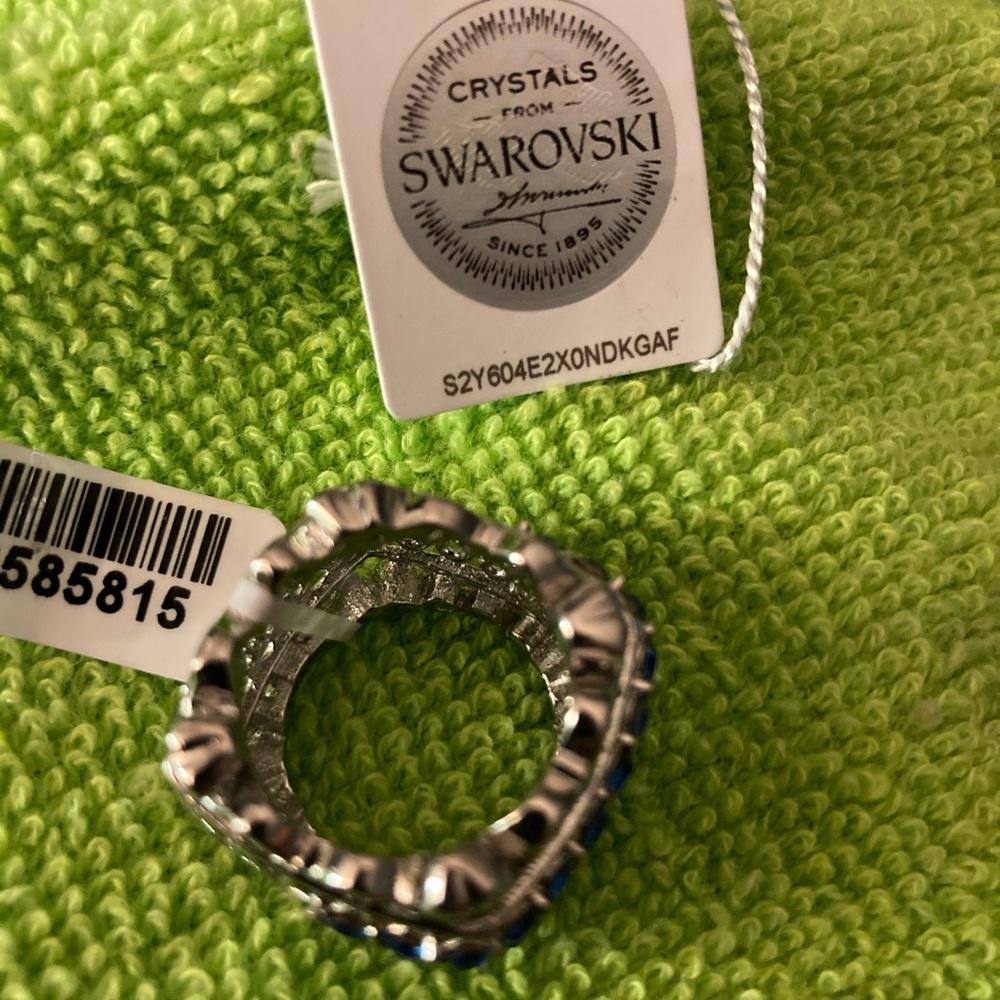 CRYSTALS
— FROM —
SWAROVSKI
SINCE 1895
S2Y604E2X0NDKGAF
585815